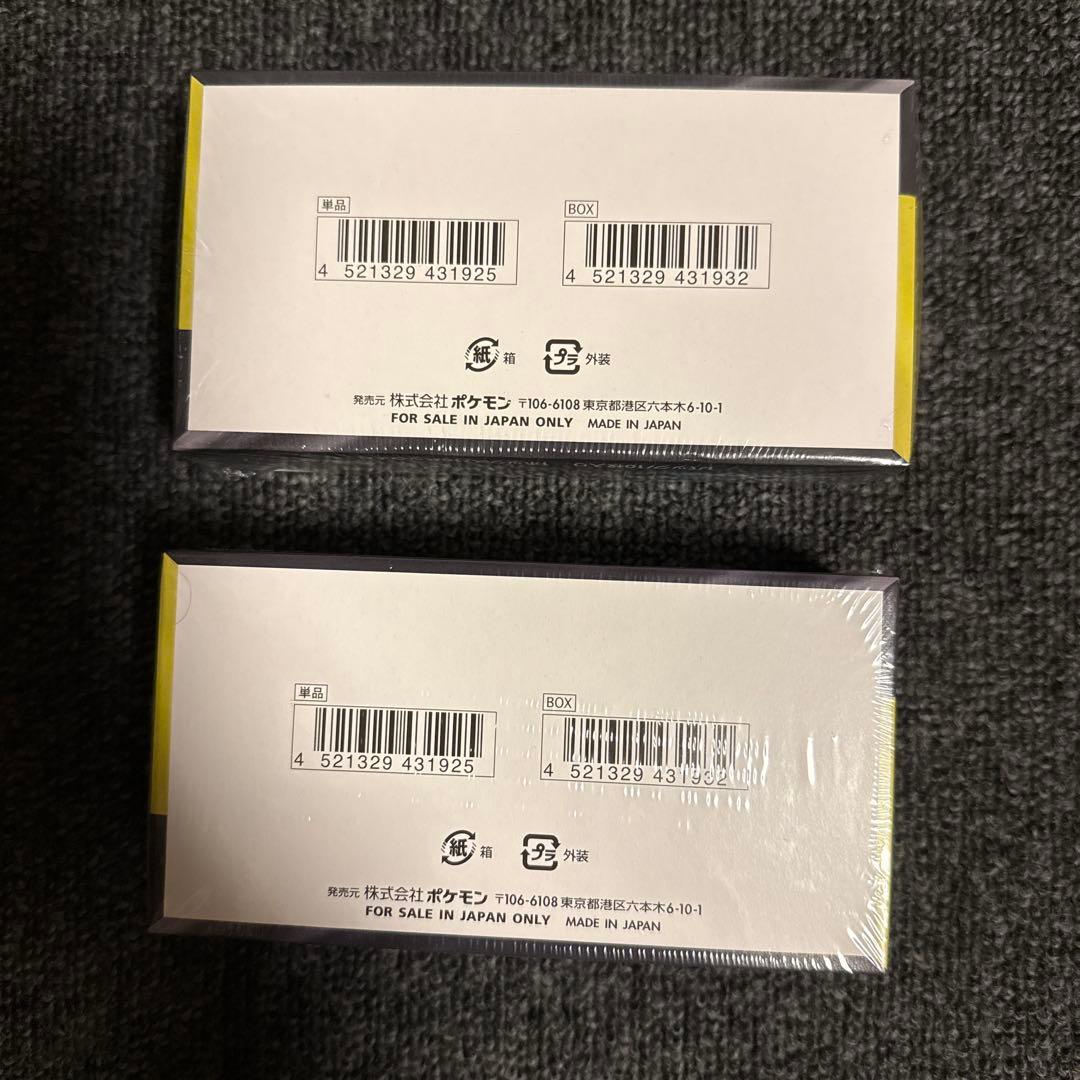 単品
BOX
4 521329 431925
4 521329 431932
紙 箱
プラ 外装
発売元 株式会社ポケモン 〒106-6108 東京都港区六本木6-10-1
FOR SALE IN JAPAN ONLY MADE IN JAPAN
単品
BOX
4 521329 431925
4 521329 431932
紙 箱
プラ 外装
発売元 株式会社ポケモン 〒106-6108 東京都港区六本木6-10-1
FOR SALE IN JAPAN ONLY MADE IN JAPAN